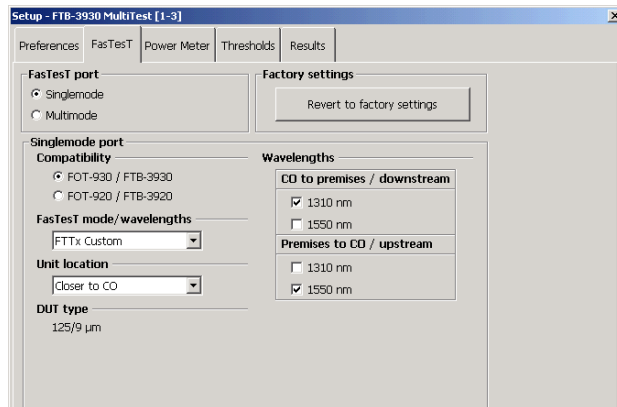 Setup - FTB-3930 MultiTest [1-3]
Preferences FasTesT Power Meter Thresholds Results
FasTesT port
Singlemode
Multimode
Factory settings
Revert to factory settings
Singlemode port
Compatibility
FOT-930 / FTB-3930
FOT-920 / FTB-3920
FasTesT mode/wavelengths
FTTx Custom
Unit location
Closer to CO
DUT type
125/9 µm
Wavelengths
CO to premises / downstream
1310 nm
1550 nm
Premises to CO / upstream
1310 nm
1550 nm